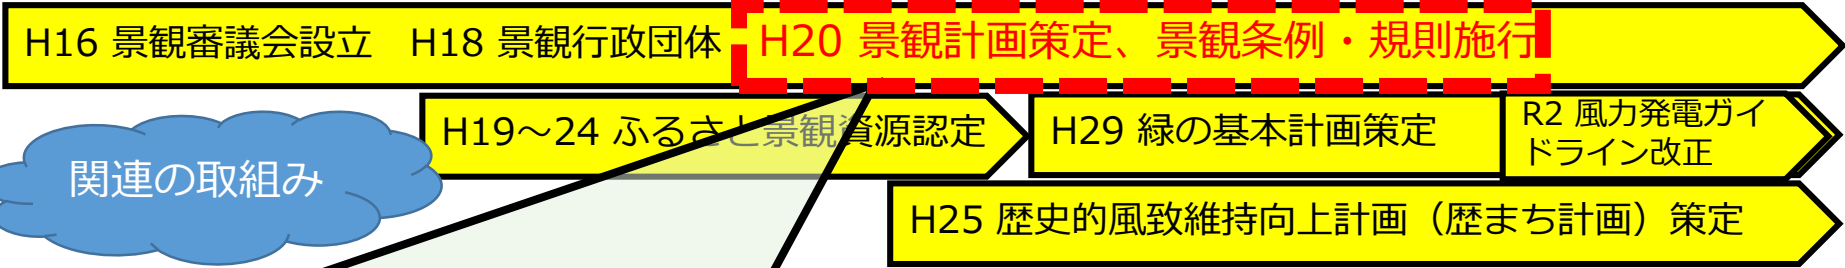 H16 景観審議会設立　H18 景観行政団体　H20 景観計画策定、景観条例・規則施行
H19～24 ふるさと景観資源認定
H29 緑の基本計画策定
R2 風力発電ガイ
ドライン改正
関連の取組み
H25 歴史的風致維持向上計画（歴まち計画）策定